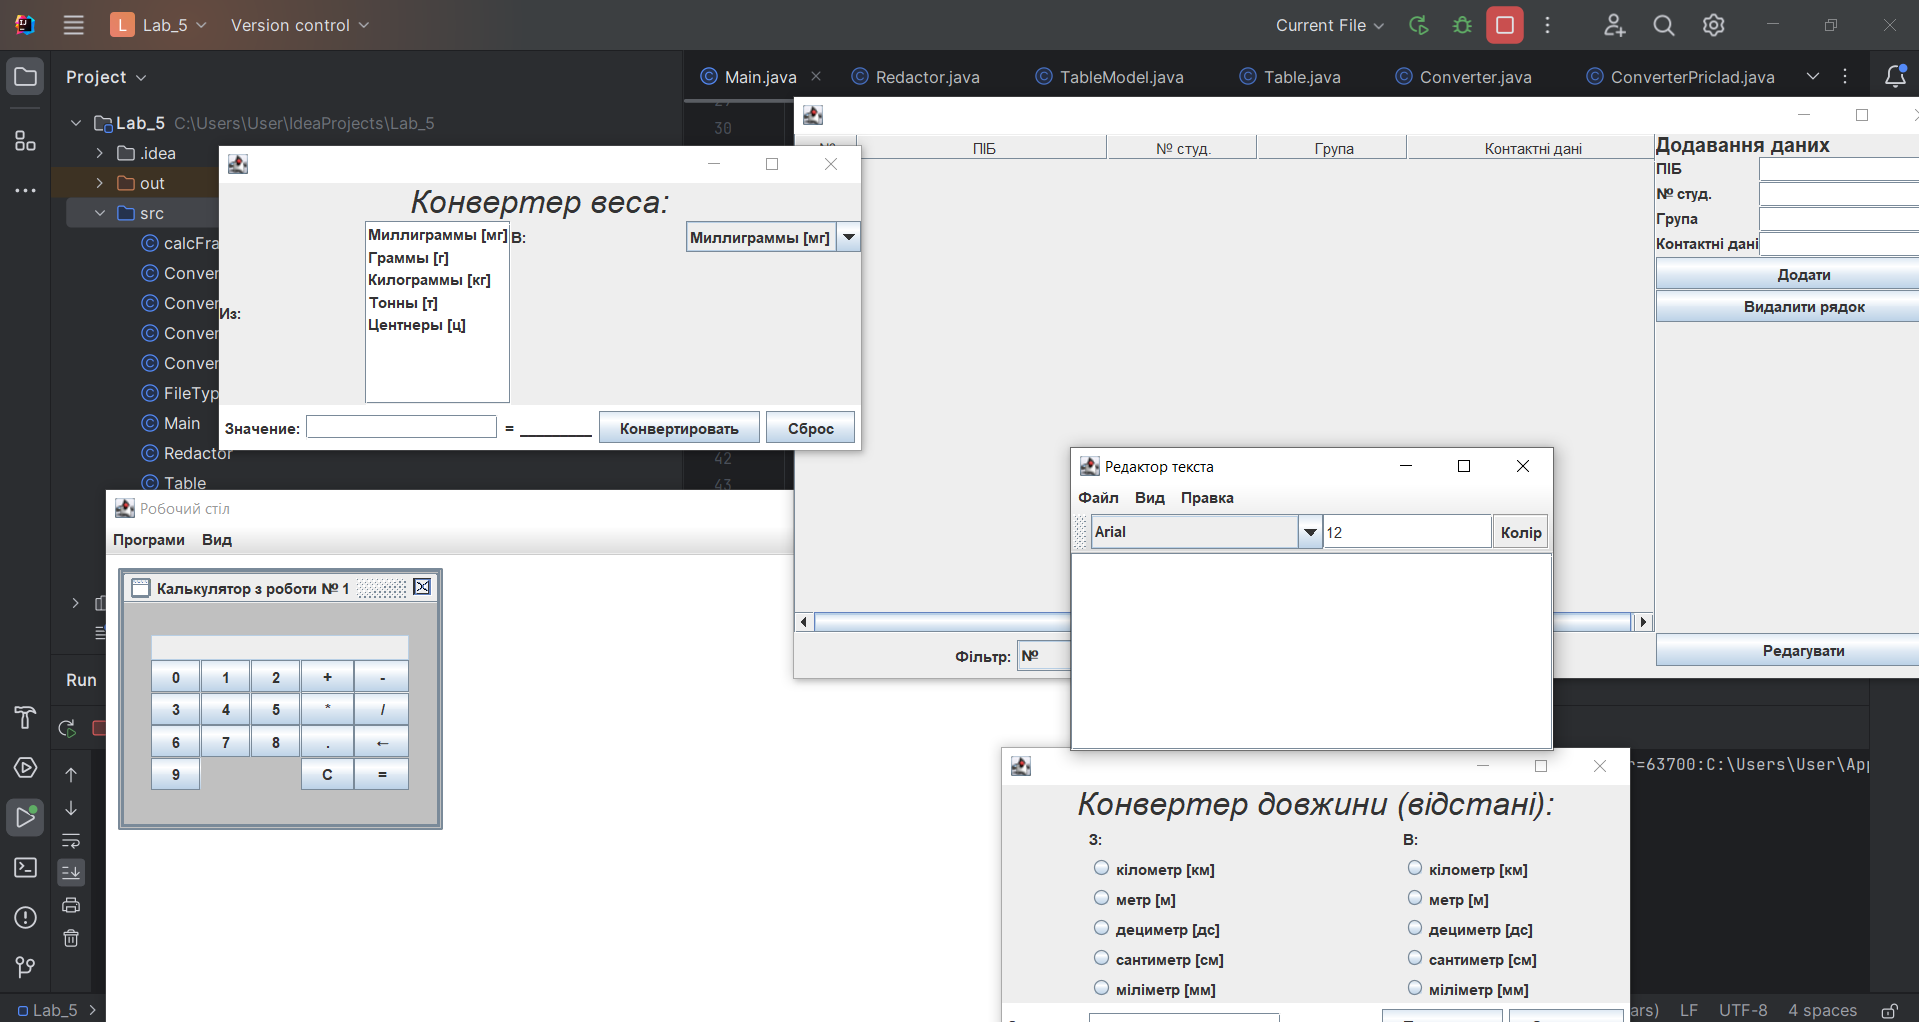 L Lab_5 Version control Current File
Project
Main.java Redactor.java TableModel.java Table.java Converter.java ConverterPriclad.java
Lab_5 C:\Users\User\IdeaProjects\Lab_5
.idea
out
src
calcFra
Conver
Conver
Conver
Conver
FileTyp
Main
Redactor
Table
30
42
43
Конвертер веса:
Из:
Миллиграммы [мг]
Граммы [г]
Килограммы [кг]
Тонны [т]
Центнеры [ц]
В:
Миллиграммы [мг]
Значение: = Конвертировать Сброс
ПІБ № студ. Група Контактні дані
Додавання даних
ПІБ
№ студ.
Група
Контактні дані
Додати
Видалити рядок
Фільтр: №
Редагувати
Редактор текста
Файл Вид Правка
Arial 12 Колір
Робочий стіл
Програми Вид
Калькулятор з роботи № 1
0 1 2 + -
3 4 5 * /
6 7 8 . ←
9 C =
Конвертер довжини (відстані):
З: В:
кілометр [км] кілометр [км]
метр [м] метр [м]
дециметр [дс] дециметр [дс]
сантиметр [см] сантиметр [см]
міліметр [мм] міліметр [мм]
Run
r=63700:C:\Users\User\App
Lab_5 ars) LF UTF-8 4 spaces